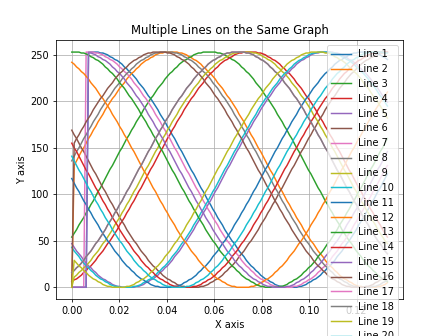 Multiple Lines on the Same Graph
Y axis
250
200
150
100
50
0
0.00
0.02
0.04
0.06
0.08
0.10
X axis
Line 1
Line 2
Line 3
Line 4
Line 5
Line 6
Line 7
Line 8
Line 9
Line 10
Line 11
Line 12
Line 13
Line 14
Line 15
Line 16
Line 17
Line 18
Line 19
Line 20